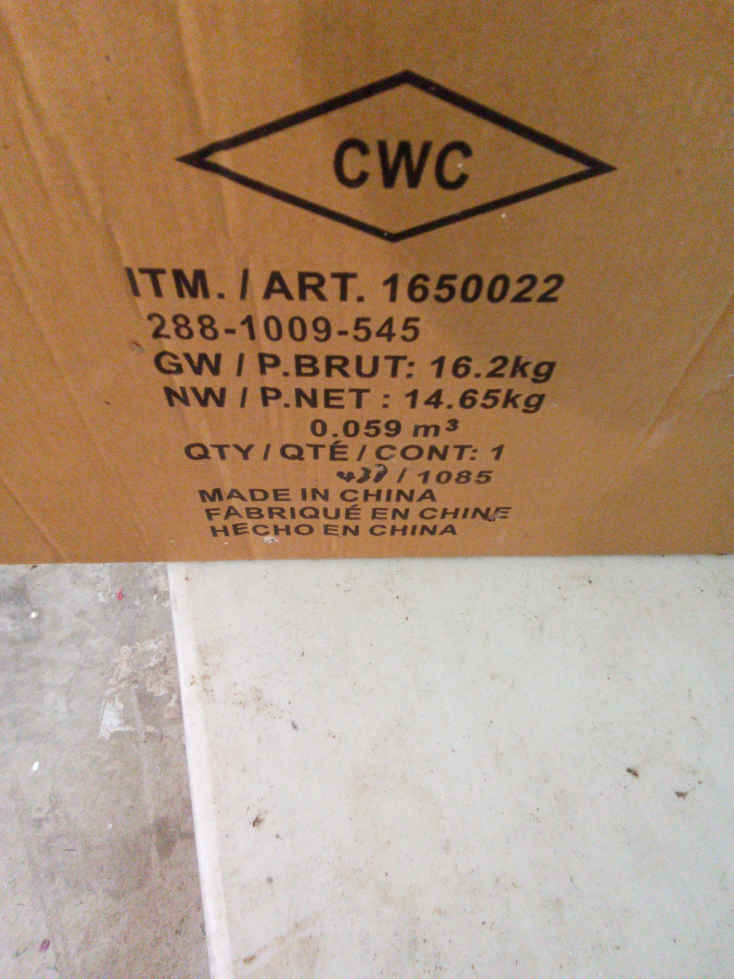 CWC
ITM. / ART. 1650022
288-1009-545
GW / P.BRUT: 16.2kg
NW / P.NET : 14.65kg
0.059 m³
QTY / QTÉ / CONT: 1
/ 1085
MADE IN CHINA
FABRIQUÉ EN CHINE
HECHO EN CHINA